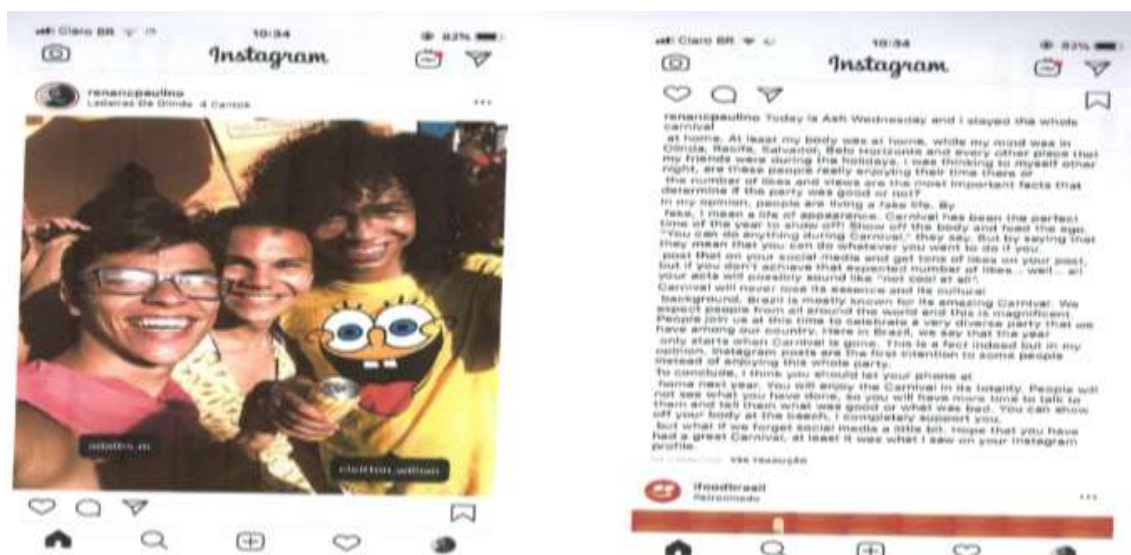 Claro BR
10:34
82%
Instagram
renancpaulino
Ladeiras De Olinda 4 Cantos
cleirton.willian
Claro BR
10:34
82%
Instagram
renancpaulino Today is Ash Wednesday and I stayed the whole
carnival
at home. At least my body was at home, while my mind was in
Olinda, Recife, Salvador, Belo Horizonte and every other place that
my friends were during the holidays. I was thinking to myself other
night, are these people really enjoying their time there or
the number of likes and views are the most important facts that
determine if the party was good or not?
In my opinion, people are living a fake life. By
fake, I mean a life of appearance. Carnival has been the perfect
time of the year to show off! Show off the body and feed the ego.
"You can do anything during Carnival," they say. But by saying that
they mean that you can do whatever you want to do if you
post that on your social media and get tons of likes on your post,
but if you don't achieve that expected number of likes... well... all
your acts will possibly sound like "not cool at all".
Carnival will never lose its essence and its cultural
background. Brazil is mostly known for its amazing Carnival. We
expect people from all around the world and this is magnificent.
People join us at this time to celebrate a very diverse party that we
have among our country. Here in Brazil, we say that the year
only starts when Carnival is gone. This is a fact indeed but in my
opinion, Instagram posts are the first intention to some people
instead of enjoying this whole party.
To conclude, I think you should let your phone at
home next year. You will enjoy the Carnival in its totality. People will
not see what you have done, so you will have more time to talk to
them and tell them what was good or what was bad. You can show
off your body at the beach, I completely support you,
but what if we forget social media a little bit. Hope that you have
had a great Carnival, at least it was what I saw on your Instagram
profile.
VER TRADUÇÃO
ifoodbrasil